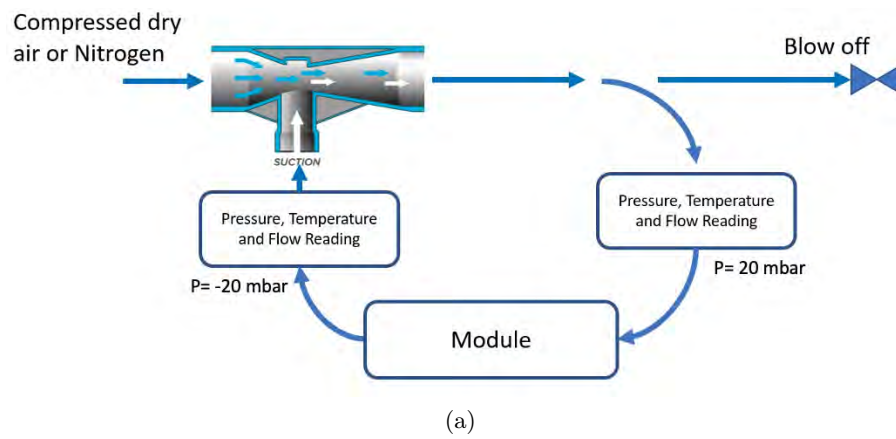 Compressed dry
air or Nitrogen
Blow off
SUCTION
Pressure, Temperature
and Flow Reading
Pressure, Temperature
and Flow Reading
P= -20 mbar
P= 20 mbar
Module
(a)